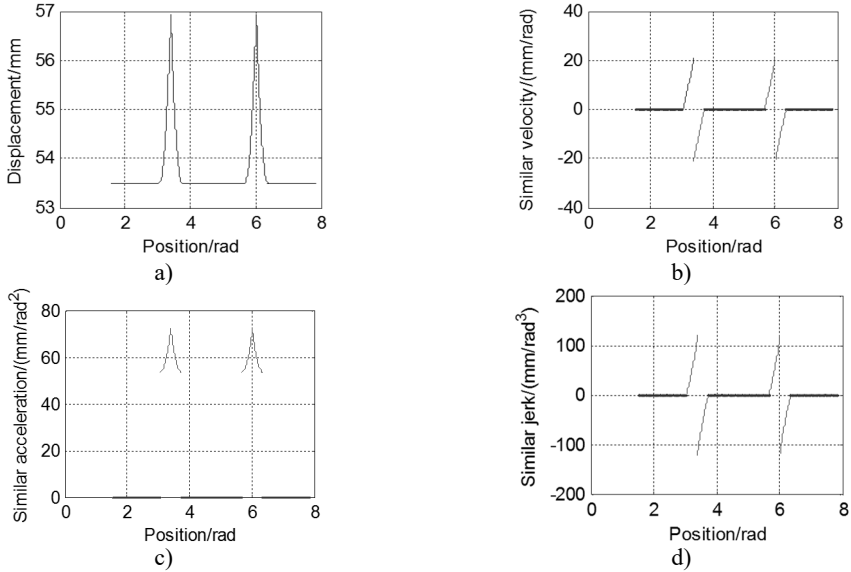 57
56
55
54
53
0 2 4 6 8
Displacement/mm
Position/rad
a)
40
20
0
-20
-40
0 2 4 6 8
Similar velocity/(mm/rad)
Position/rad
b)
80
60
40
20
0
0 2 4 6 8
Similar acceleration/(mm/rad²)
Position/rad
c)
200
100
0
-100
-200
0 2 4 6 8
Similar jerk/(mm/rad³)
Position/rad
d)